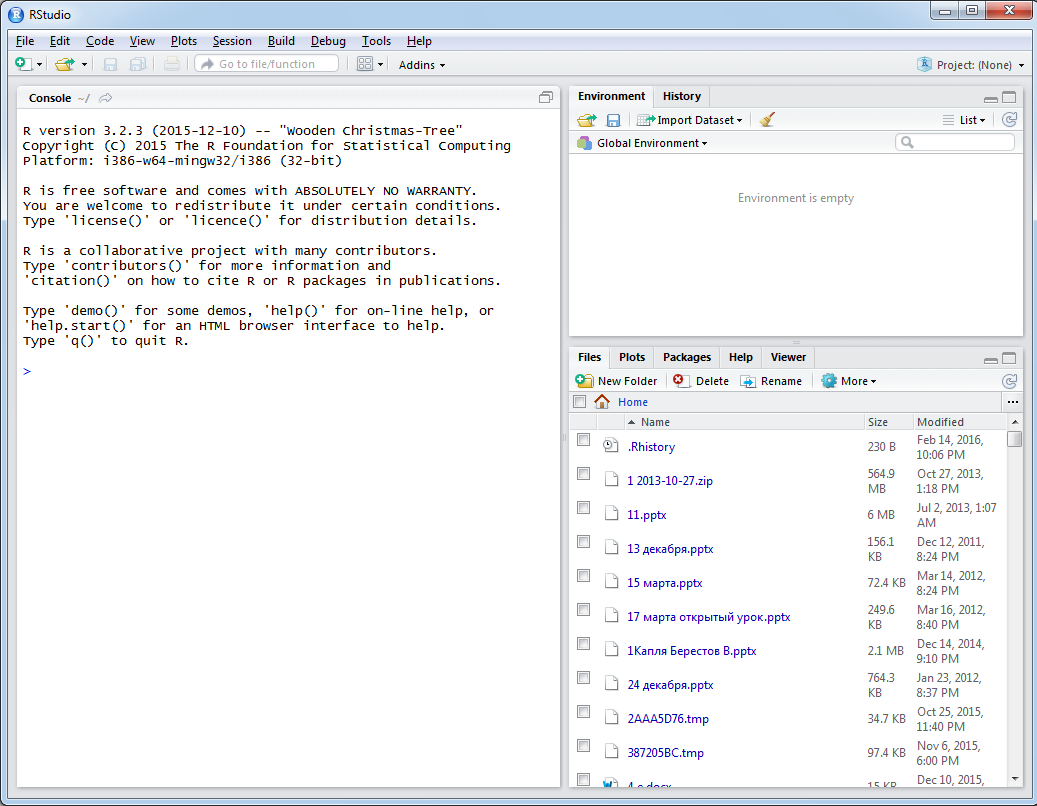 RStudio
File Edit Code View Plots Session Build Debug Tools Help
Go to file/function Addins Project: (None)
Console ~/
R version 3.2.3 (2015-12-10) -- "Wooden Christmas-Tree"
Copyright (C) 2015 The R Foundation for Statistical Computing
Platform: i386-w64-mingw32/i386 (32-bit)
R is free software and comes with ABSOLUTELY NO WARRANTY.
You are welcome to redistribute it under certain conditions.
Type 'license()' or 'licence()' for distribution details.
R is a collaborative project with many contributors.
Type 'contributors()' for more information and
'citation()' on how to cite R or R packages in publications.
Type 'demo()' for some demos, 'help()' for on-line help, or
'help.start()' for an HTML browser interface to help.
Type 'q()' to quit R.
>
Environment History
Import Dataset List
Global Environment
Environment is empty
Files Plots Packages Help Viewer
New Folder Delete Rename More
Home ...
Name Size Modified
.Rhistory 230 B Feb 14, 2016, 10:06 PM
1 2013-10-27.zip 564.9 MB Oct 27, 2013, 1:18 PM
11.pptx 6 MB Jul 2, 2013, 1:07 AM
13 декабря.pptx 156.1 KB Dec 12, 2011, 8:24 PM
15 марта.pptx 72.4 KB Mar 14, 2012, 8:24 PM
17 марта открытый урок.pptx 249.6 KB Mar 16, 2012, 8:40 PM
1Капля Берестов В.pptx 2.1 MB Dec 14, 2014, 9:10 PM
24 декабря.pptx 764.3 KB Jan 23, 2012, 8:37 PM
2AAA5D76.tmp 34.7 KB Oct 25, 2015, 11:40 PM
387205BC.tmp 97.4 KB Nov 6, 2015, 6:00 PM
15 KB Dec 10, 2015,